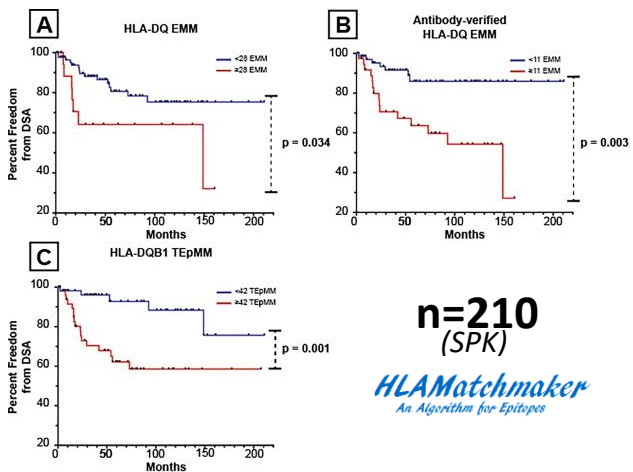 A
HLA-DQ EMM
<28 EMM
≥28 EMM
Percent Freedom
from DSA
100
80
60
40
20
0
50
100
150
200
Months
p = 0.034
B
Antibody-verified
HLA-DQ EMM
<11 EMM
≥11 EMM
100
80
60
40
20
0
50
100
150
200
Months
p = 0.003
C
HLA-DQB1 TEpMM
<42 TEpMM
≥42 TEpMM
Percent Freedom
from DSA
100
80
60
40
20
0
50
100
150
200
Months
p = 0.001
n=210
(SPK)
HLAMatchmaker
An Algorithm for Epitopes